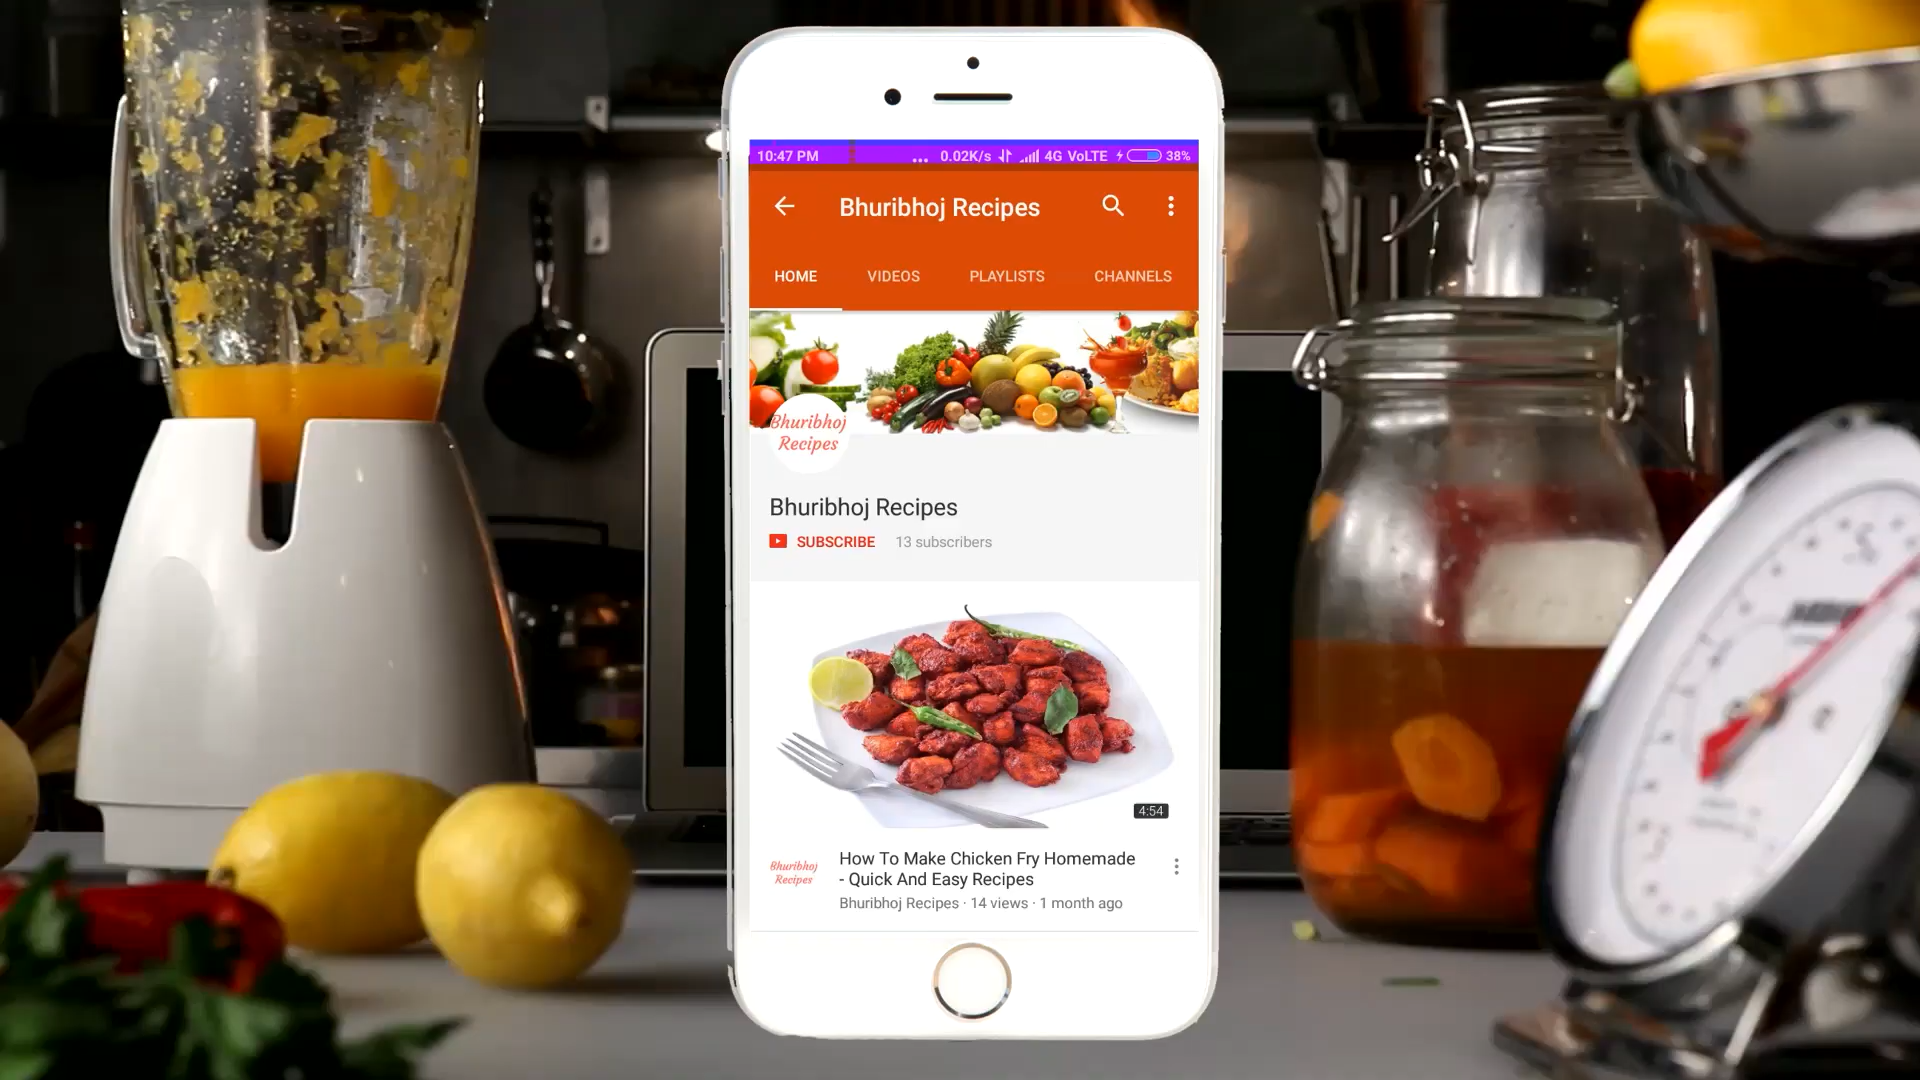 10:47 PM ... 0.02K/s 4G VoLTE 38%
Bhuribhoj Recipes
HOME VIDEOS PLAYLISTS CHANNELS
Bhuribhoj
Recipes
Bhuribhoj Recipes
SUBSCRIBE 13 subscribers
4:54
How To Make Chicken Fry Homemade
- Quick And Easy Recipes
Bhuribhoj
Recipes
Bhuribhoj Recipes · 14 views · 1 month ago